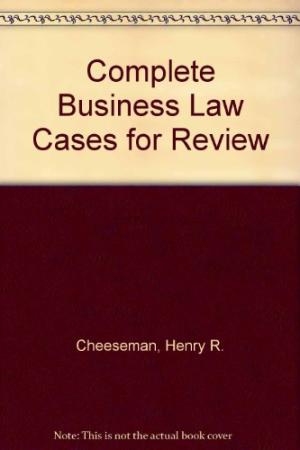 Complete
Business Law
Cases for Review
Cheeseman, Henry R.
Note: This is not the actual book cover